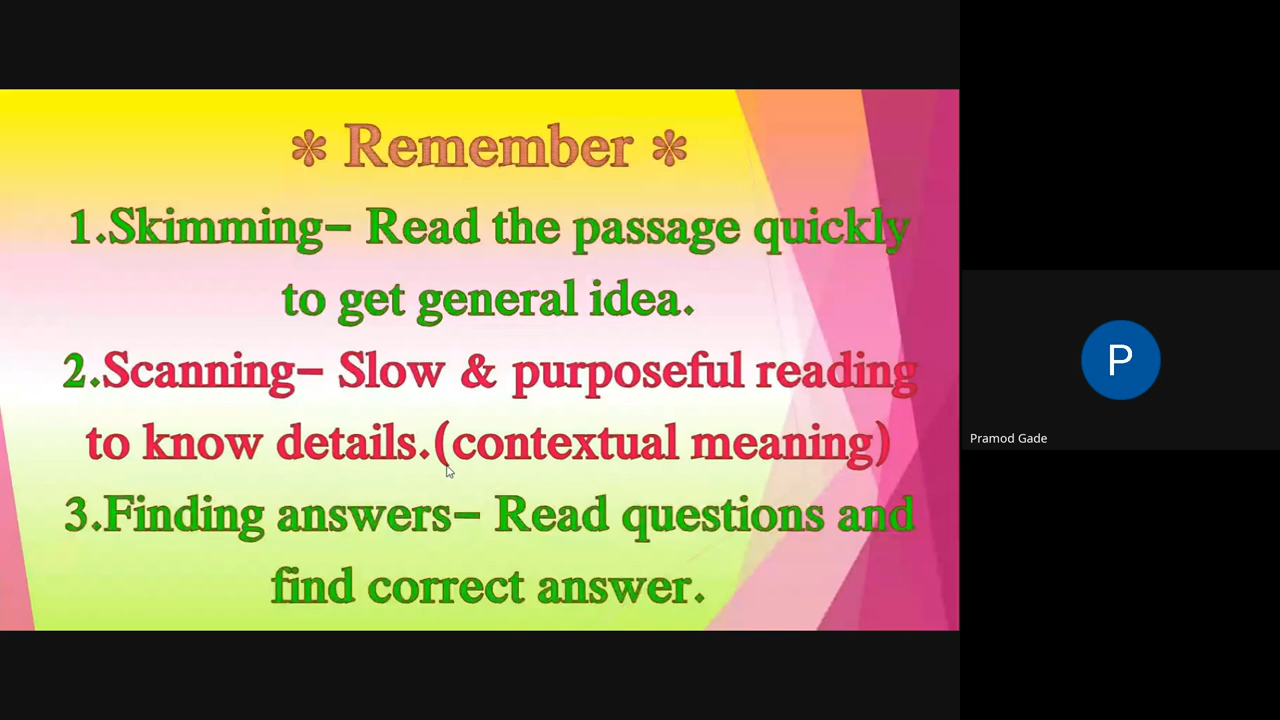 * Remember *
1.Skimming- Read the passage quickly
to get general idea.
2.Scanning- Slow & purposeful reading
to know details.(contextual meaning)
3.Finding answers- Read questions and
find correct answer.
P
Pramod Gade